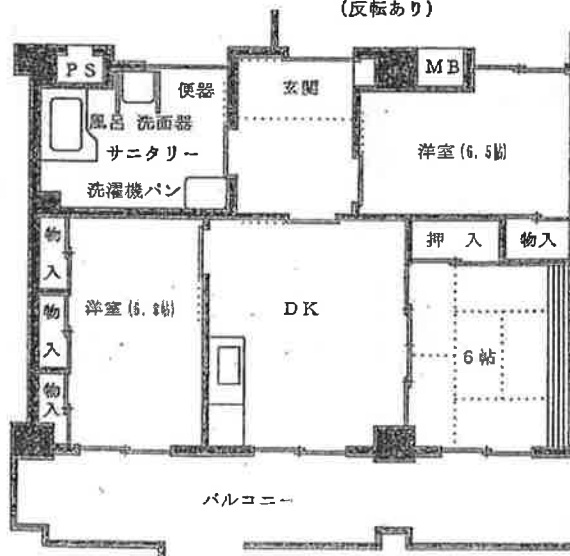 (反転あり)
PS
MB
便器
玄関
風呂 洗面器
サニタリー
洋室(6.5帖)
洗濯機パン
物入
押入
物入
洋室
DK
物入
6帖
物入
バルコニー